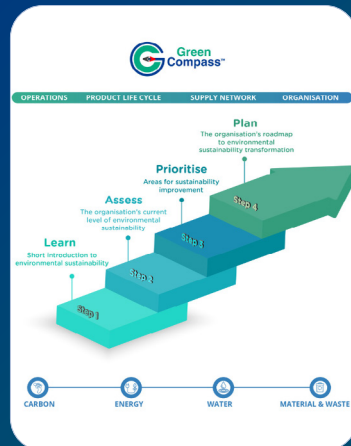 Green
Compass™
OPERATIONS PRODUCT LIFE CYCLE SUPPLY NETWORK ORGANISATION
Plan
The organisation's roadmap
to environmental
sustainability transformation
Prioritise
Areas for sustainability
improvement
Assess
The organisation's current
level of environmental
sustainability
Learn
Short introduction to
environmental sustainability
Step 4
Step 3
Step 2
Step 1
CARBON ENERGY WATER MATERIAL & WASTE